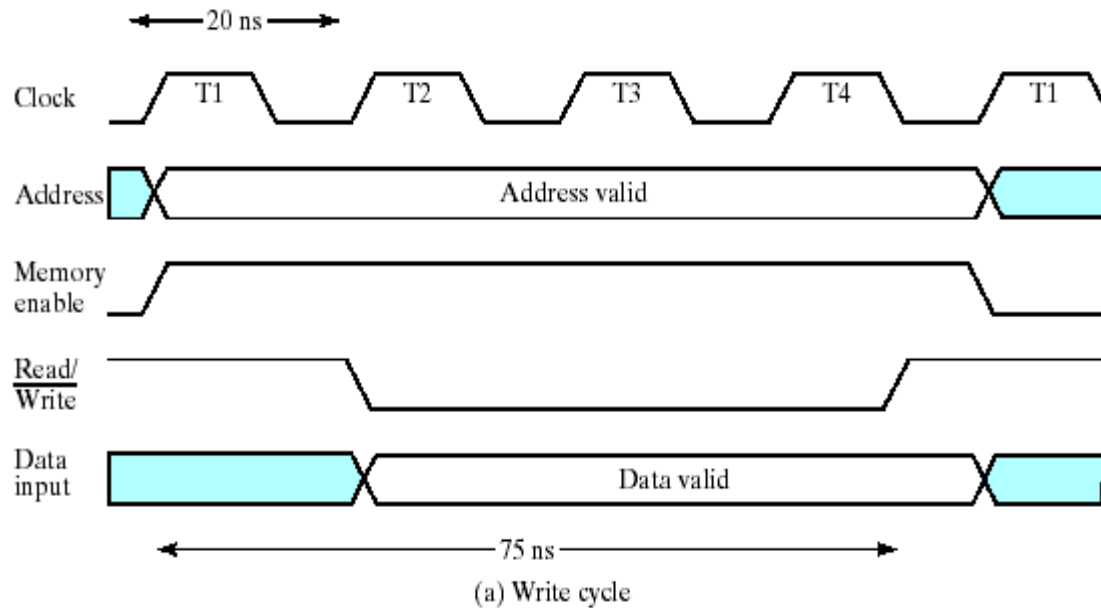 20 ns
Clock
T1 T2 T3 T4 T1
Address
Address valid
Memory
enable
Read/
Write
Data
input
Data valid
75 ns
(a) Write cycle